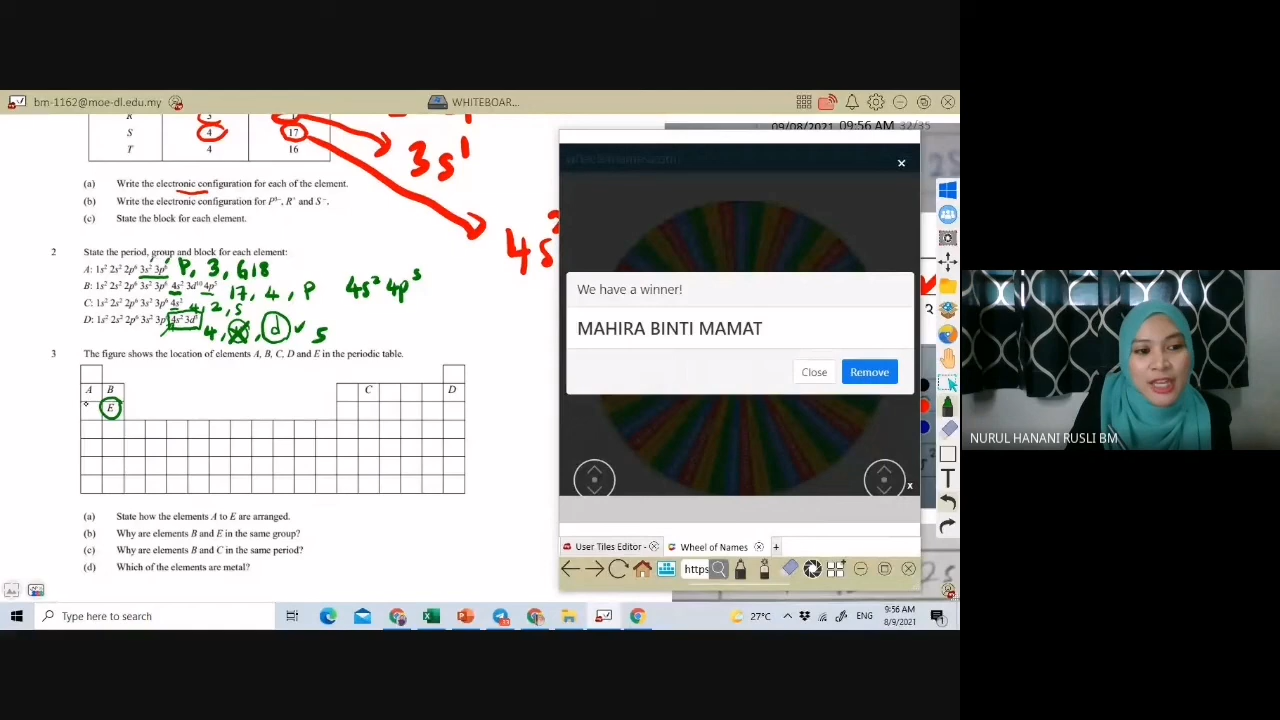 bm-1162@moe-dl.edu.my
WHITEBOAR...
09/08/2021 09:56 AM 32/35
R 3 1
S 4 17
T 4 16
3s¹
4s²
(a) Write the electronic configuration for each of the element.
(b) Write the electronic configuration for P³⁻, R⁺ and S⁻.
(c) State the block for each element.
2 State the period, group and block for each element:
A: 1s² 2s² 2p⁶ 3s² 3p⁶ P, 3, G18
B: 1s² 2s² 2p⁶ 3s² 3p⁶ 4s² 3d¹⁰ 4p⁵ 17, 4, P 4s² 4p⁵
C: 1s² 2s² 2p⁶ 3s² 3p⁶ 4s² 4, 2, s
D: 1s² 2s² 2p⁶ 3s² 3p⁶ 4s² 3d³
4, d ✓ 5
3 The figure shows the location of elements A, B, C, D and E in the periodic table.
A B C D
E
(a) State how the elements A to E are arranged.
(b) Why are elements B and E in the same group?
(c) Why are elements B and C in the same period?
(d) Which of the elements are metal?
We have a winner!
MAHIRA BINTI MAMAT
Close Remove
x
User Tiles Editor - Wheel of Names +
https
T
NURUL HANANI RUSLI BM
Type here to search
27°C ENG
9:56 AM
8/9/2021